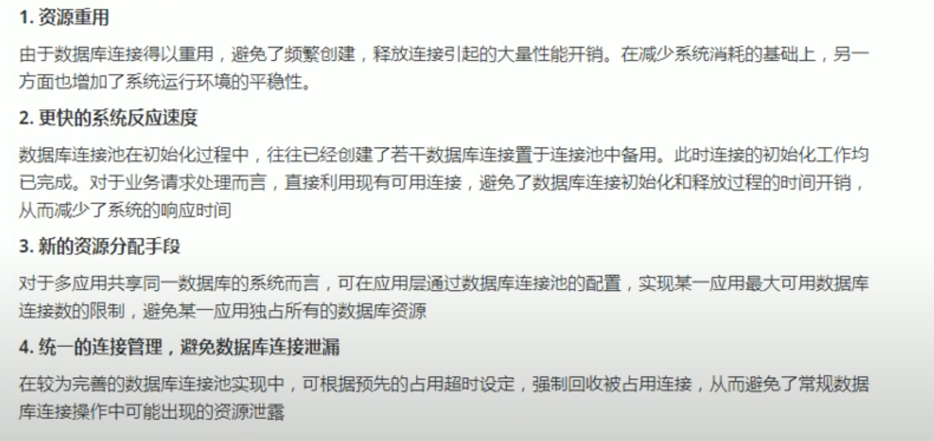 1. 资源重用
由于数据库连接得以重用，避免了频繁创建，释放连接引起的大量性能开销。在减少系统消耗的基础上，另一
方面也增加了系统运行环境的平稳性。
2. 更快的系统反应速度
数据库连接池在初始化过程中，往往已经创建了若干数据库连接置于连接池中备用。此时连接的初始化工作均
已完成。对于业务请求处理而言，直接利用现有可用连接，避免了数据库连接初始化和释放过程的时间开销，
从而减少了系统的响应时间
3. 新的资源分配手段
对于多应用共享同一数据库的系统而言，可在应用层通过数据库连接池的配置，实现某一应用最大可用数据库
连接数的限制，避免某一应用独占所有的数据库资源
4. 统一的连接管理，避免数据库连接泄漏
在较为完善的数据库连接池实现中，可根据预先的占用超时设定，强制回收被占用连接，从而避免了常规数据
库连接操作中可能出现的资源泄露